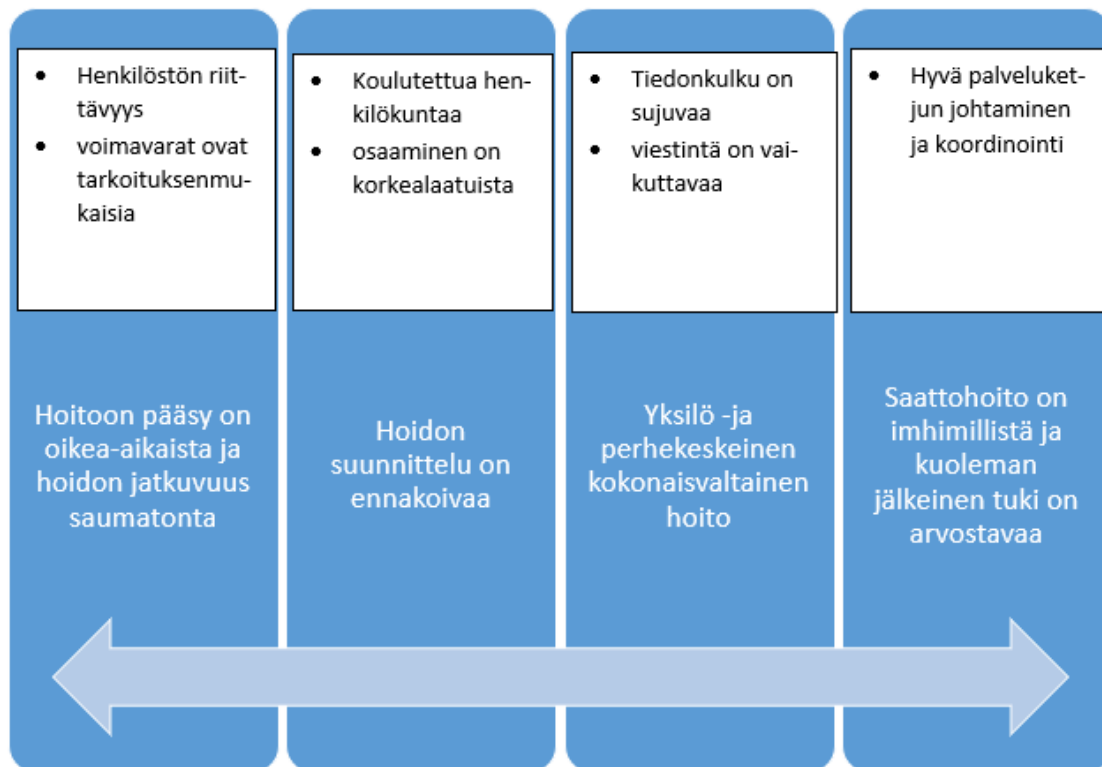 • Henkilöstön riit-
tävyys
• voimavarat ovat
tarkoituksenmu-
kaisia
Hoitoon pääsy on
oikea-aikaista ja
hoidon jatkuvuus
saumatonta
• Koulutettua hen-
kilökuntaa
• osaaminen on
korkealaatuista
Hoidon
suunnittelu on
ennakoivaa
• Tiedonkulku on
sujuvaa
• viestintä on vai-
kuttavaa
Yksilö -ja
perhekeskeinen
kokonaisvaltainen
hoito
• Hyvä palveluket-
jun johtaminen
ja koordinointi
Saattohoito on
imhimillistä ja
kuoleman
jälkeinen tuki on
arvostavaa